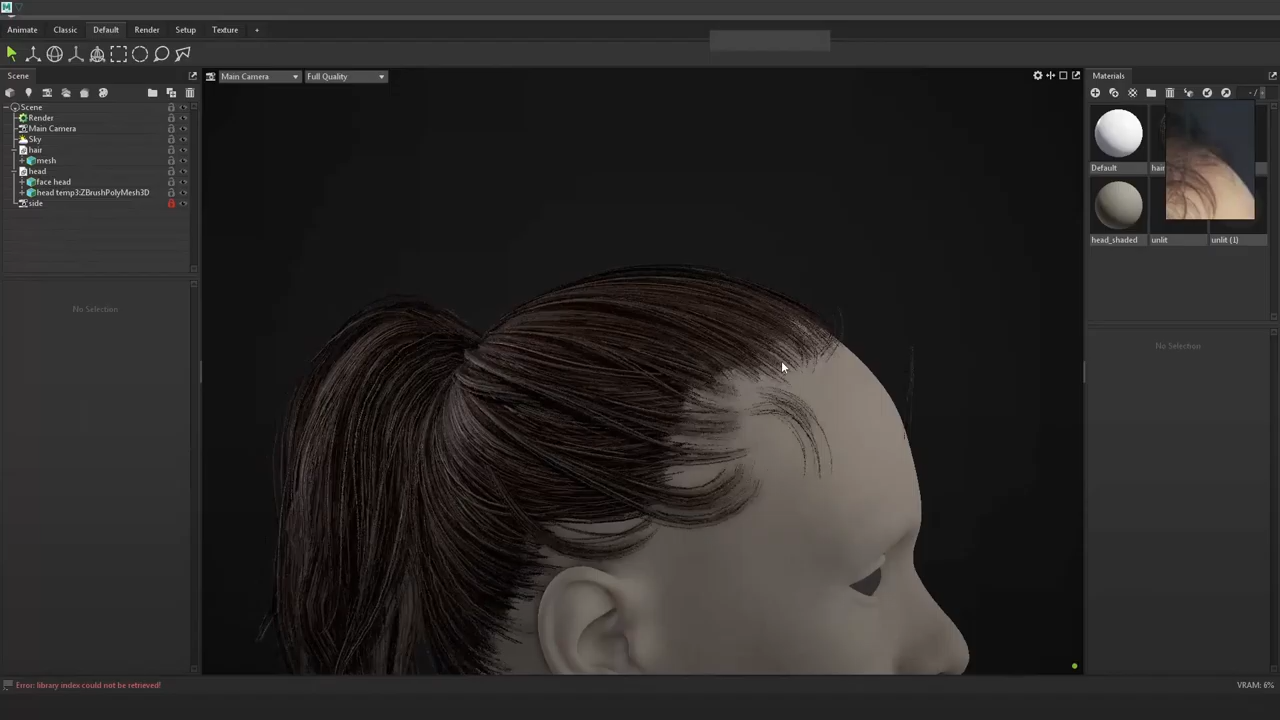 Animate Classic Default Render Setup Texture +
Scene
Main Camera Full Quality
Materials
Scene
Render
Main Camera
Sky
hair
mesh
head
face head
head temp3:ZBrushPolyMesh3D
side
No Selection
- /
Default hair
head_shaded unlit unlit (1)
No Selection
Error: library index could not be retrieved!
VRAM: 6%